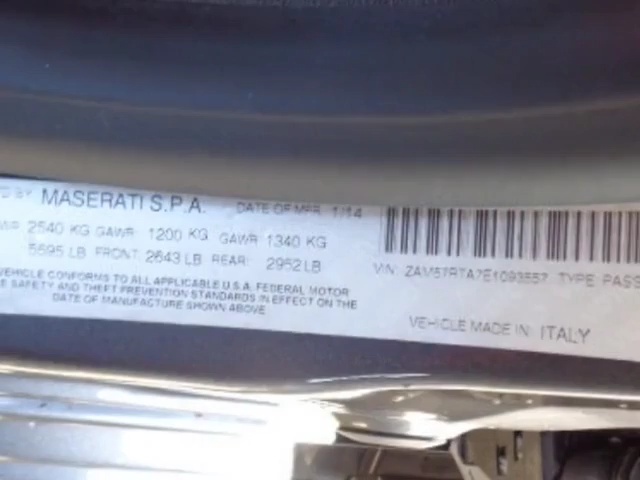 BY MASERATI S.P.A. DATE OF MFR 1/14
2540 KG GAWR 1200 KG GAWR 1340 KG
5695 LB FRONT 2643 LB REAR: 2952 LB
VEHICLE CONFORMS TO ALL APPLICABLE U.S.A. FEDERAL MOTOR
SAFETY AND THEFT PREVENTION STANDARDS IN EFFECT ON THE
DATE OF MANUFACTURE SHOWN ABOVE
VIN: ZAM57RTA7E1093557 TYPE PASS
VEHICLE MADE IN: ITALY